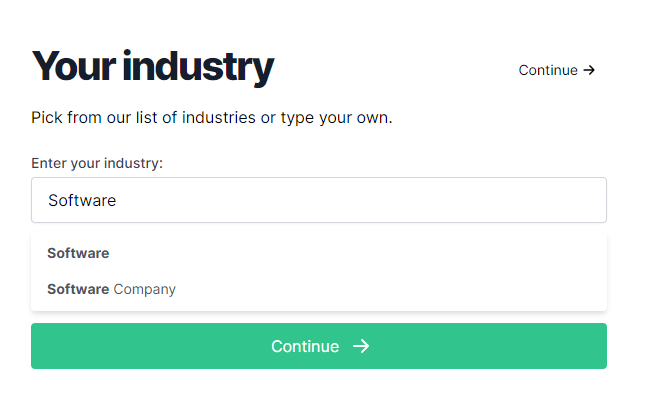 Your industry
Continue →
Pick from our list of industries or type your own.
Enter your industry:
Software
Software
Software Company
Continue →